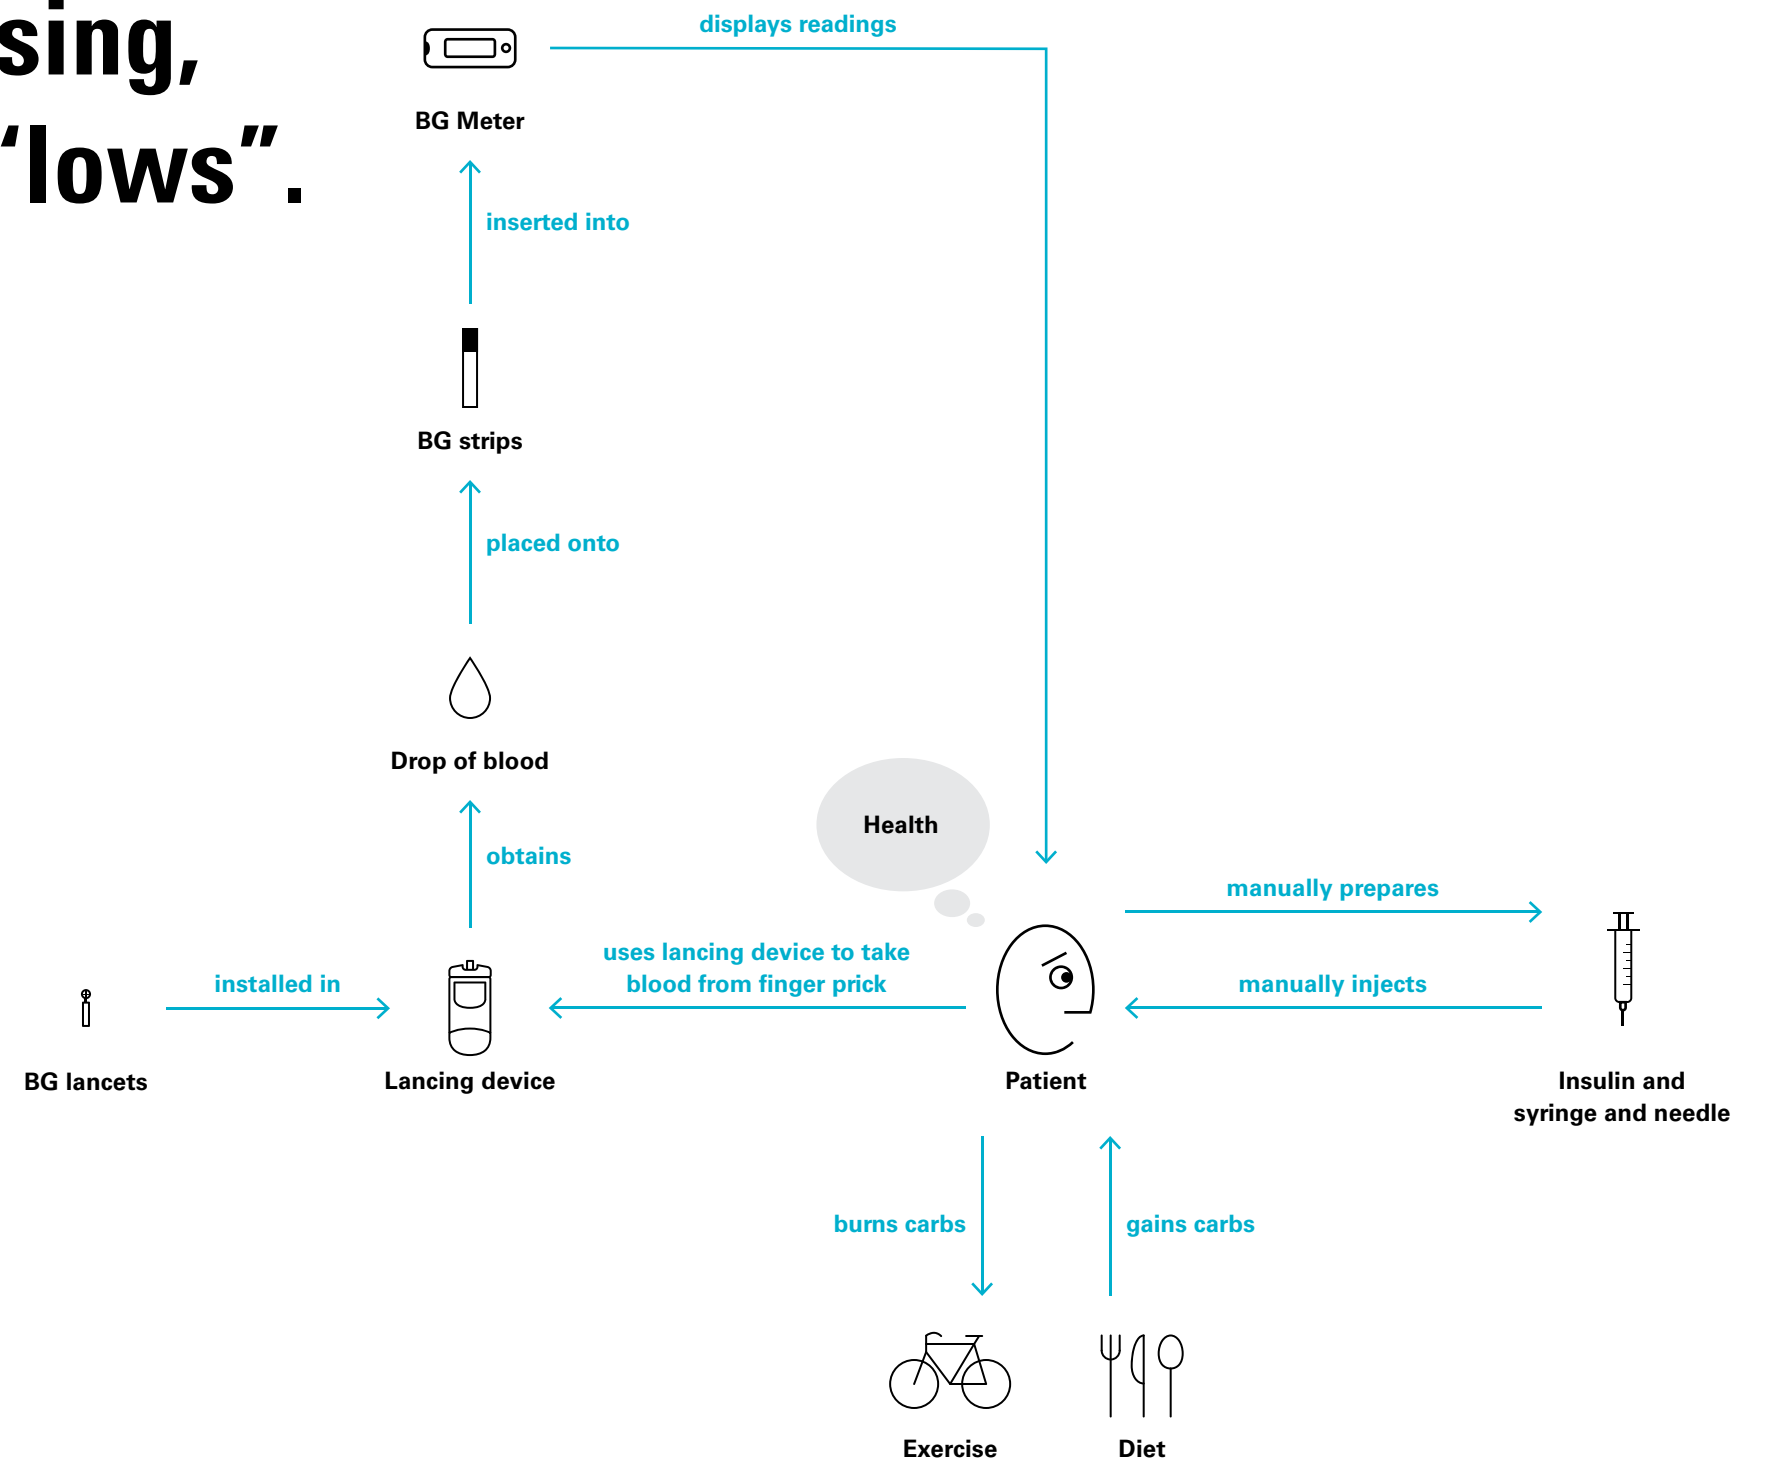 sing,
“lows”.
displays readings
BG Meter
inserted into
BG strips
placed onto
Drop of blood
Health
obtains
manually prepares
uses lancing device to take
blood from finger prick
installed in
manually injects
BG lancets
Lancing device
Patient
Insulin and
syringe and needle
burns carbs
gains carbs
Exercise
Diet